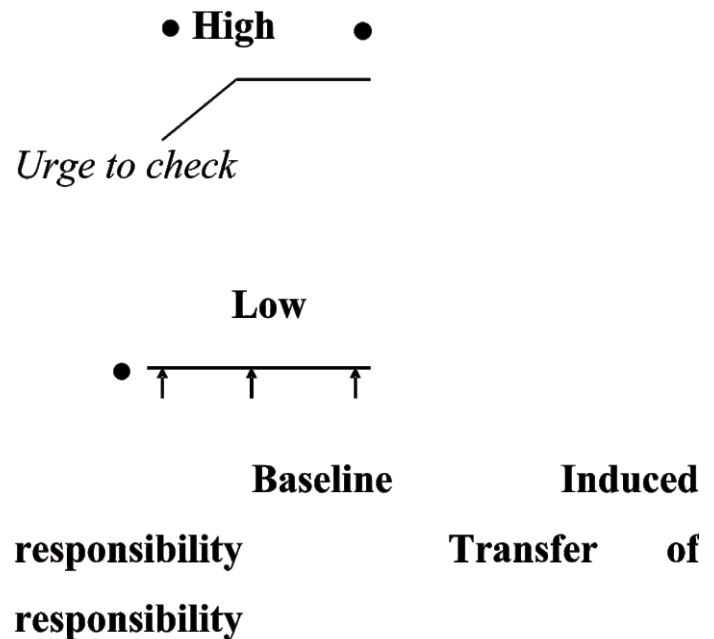 • High •
Urge to check
Low
•
Baseline Induced
responsibility Transfer of
responsibility